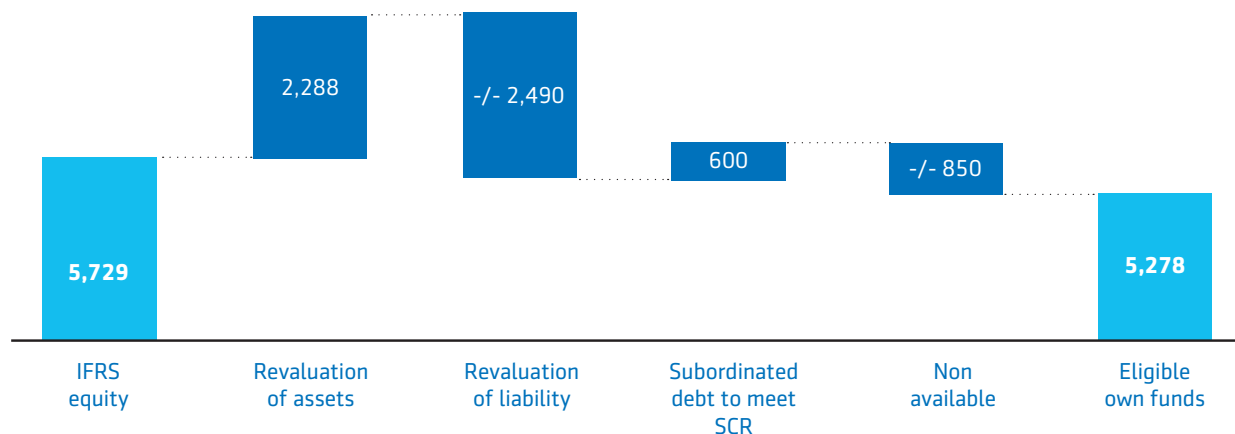 2,288
-/- 2,490
600
-/- 850
5,729
5,278
IFRS
equity
Revaluation
of assets
Revaluation
of liability
Subordinated
debt to meet
SCR
Non
available
Eligible
own funds